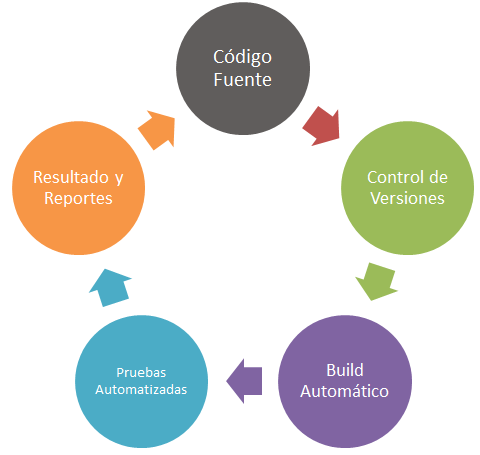 Código
Fuente
Control de
Versiones
Build
Automático
Pruebas
Automatizadas
Resultado y
Reportes